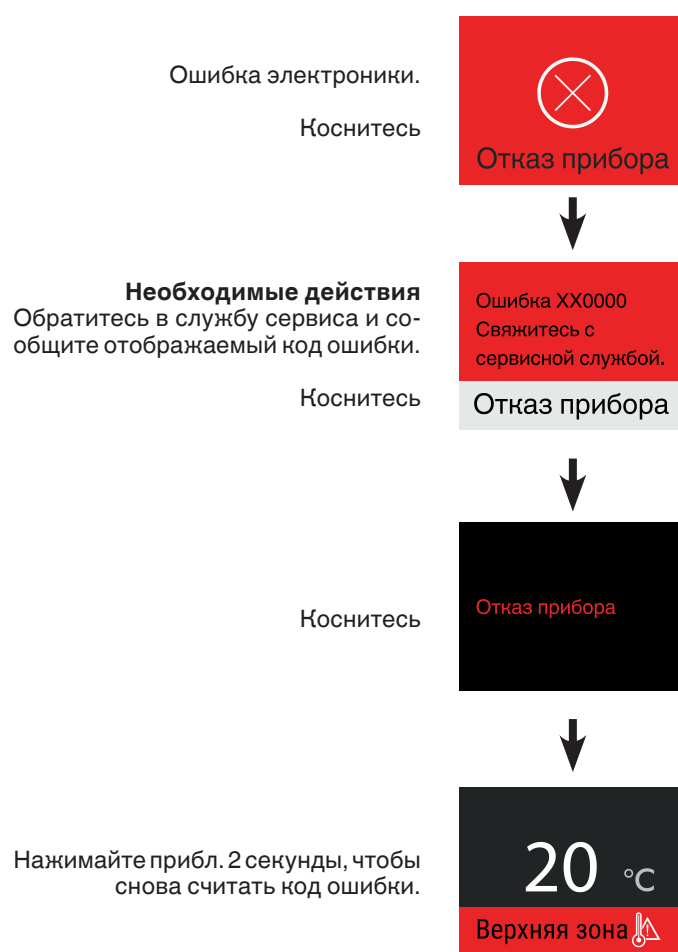 Ошибка электроники.
Коснитесь
Отказ прибора
Необходимые действия
Обратитесь в службу сервиса и со-
общите отображаемый код ошибки.
Коснитесь
Ошибка XX0000
Свяжитесь с
сервисной службой.
Отказ прибора
Коснитесь
Отказ прибора
Нажимайте прибл. 2 секунды, чтобы
снова считать код ошибки.
20 °C
Верхняя зона